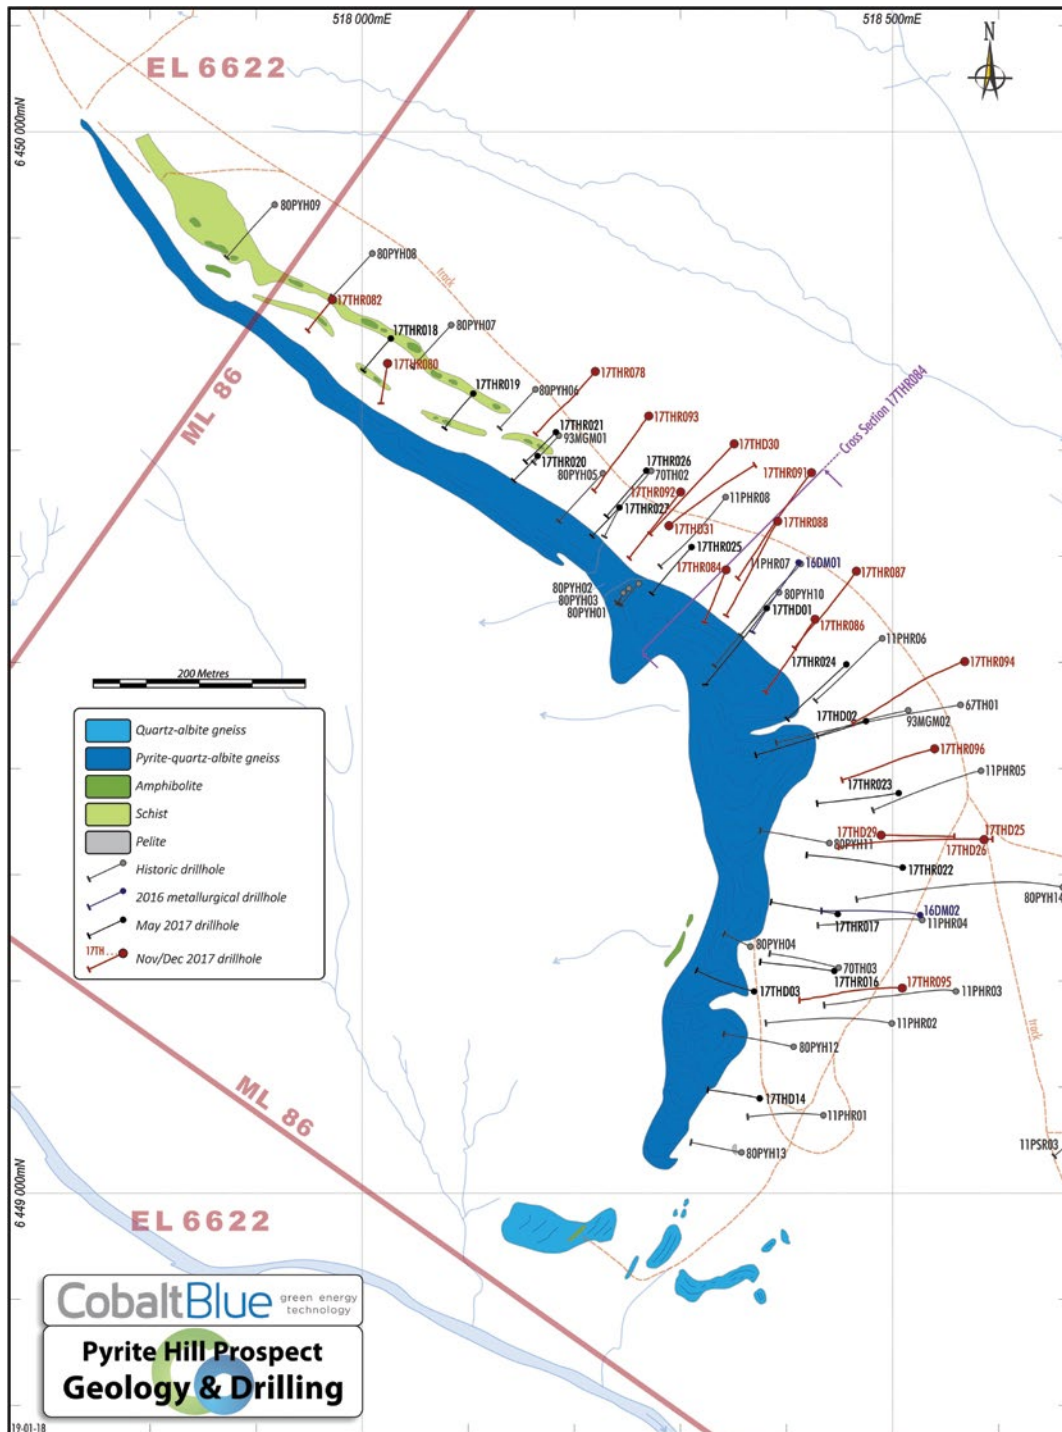 518 000mE
518 500mE
EL 6622
N
6 450 000mN
80PYH09
80PYH08
track
17THR082
80PYH07
17THR018
17THR080
17THR078
ML 86
17THR019
80PYH06
17THR093
17THR021
93MGM01
17THD30
Cross Section 17THR084
17THR020
17THR026
80PYH05
70TH02
17THR091
17THR092
11PHR08
17THR027
17THD31
17THR088
17THR025
11PHR07
16DM01
17THR084
17THR087
80PYH02
80PYH03
80PYH01
80PYH10
17THD01
17THR086
11PHR06
17THR024
17THR094
200 Metres
67TH01
17THD02
93MGM02
Quartz-albite gneiss
Pyrite-quartz-albite gneiss
Amphibolite
Schist
Pelite
Historic drillhole
2016 metallurgical drillhole
May 2017 drillhole
17TH . .
Nov/Dec 2017 drillhole
17THR096
11PHR05
17THR023
17THD29
17THD25
80PYH11
17THD26
17THR022
80PYH14
16DM02
17THR017
11PHR04
80PYH04
70TH03
17THR016
17THR095
17THD03
11PHR03
11PHR02
track
80PYH12
17THD14
11PHR01
ML 86
80PYH13
11PSR03
6 449 000mN
EL 6622
CobaltBlue
green energy
technology
Pyrite Hill Prospect
Geology & Drilling
19-01-18